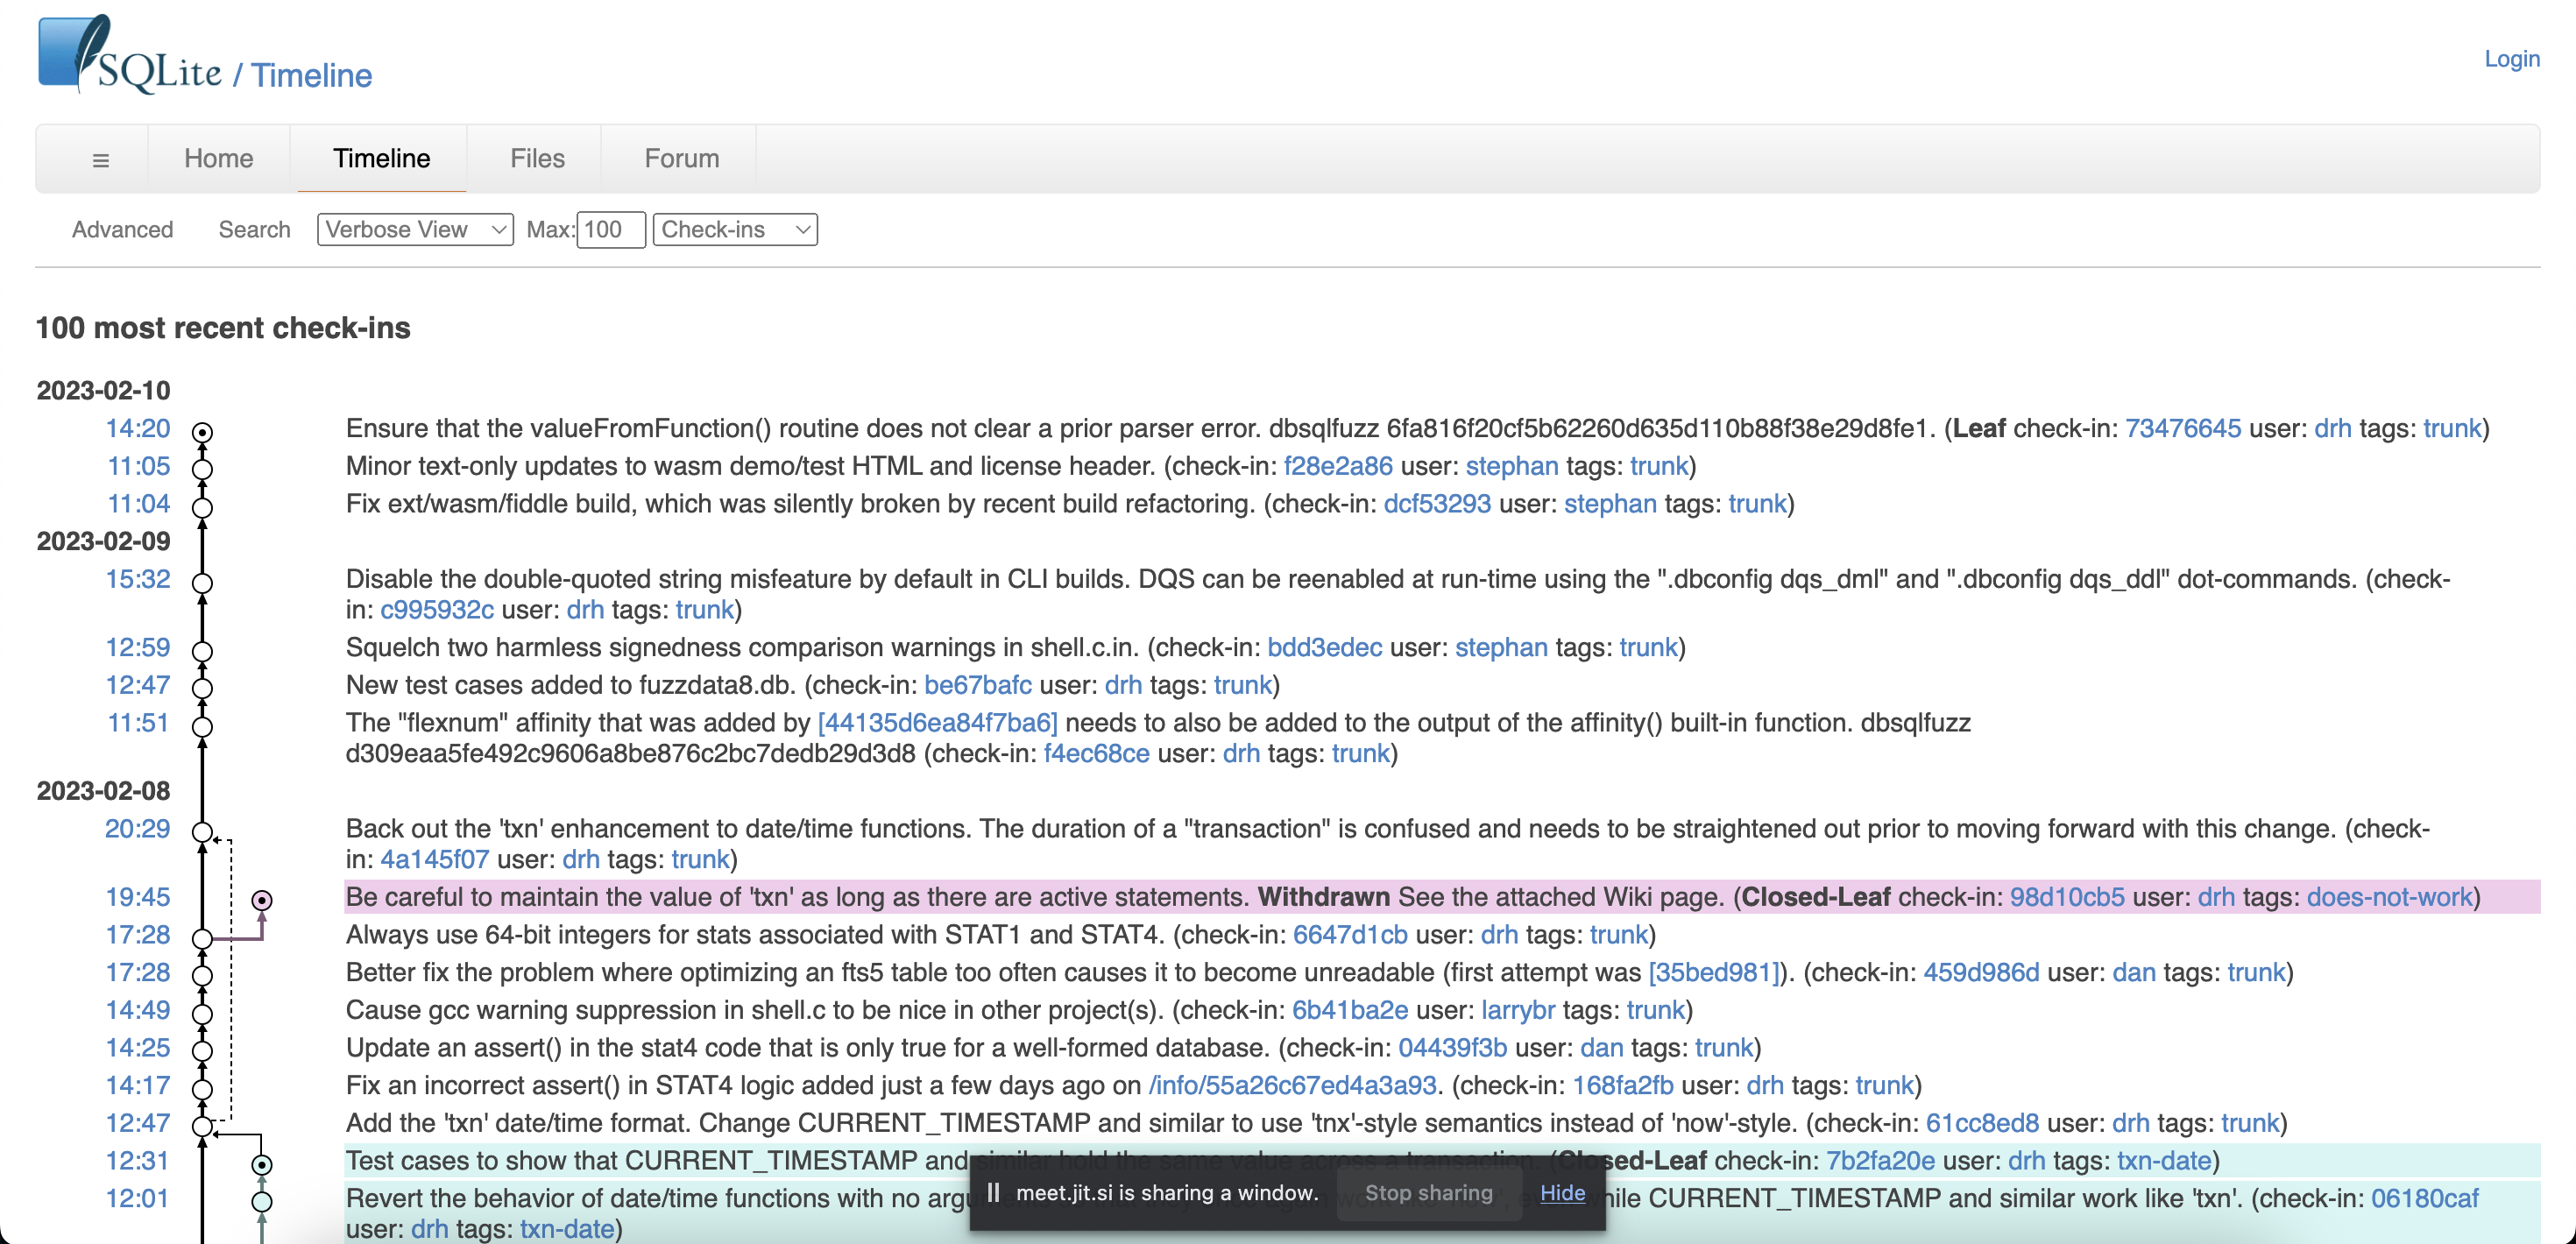 SQLite / Timeline
Login
≡ Home Timeline Files Forum
Advanced Search Verbose View Max: 100 Check-ins
100 most recent check-ins
2023-02-10
14:20 Ensure that the valueFromFunction() routine does not clear a prior parser error. dbsqlfuzz 6fa816f20cf5b62260d635d110b88f38e29d8fe1. (Leaf check-in: 73476645 user: drh tags: trunk)
11:05 Minor text-only updates to wasm demo/test HTML and license header. (check-in: f28e2a86 user: stephan tags: trunk)
11:04 Fix ext/wasm/fiddle build, which was silently broken by recent build refactoring. (check-in: dcf53293 user: stephan tags: trunk)
2023-02-09
15:32 Disable the double-quoted string misfeature by default in CLI builds. DQS can be reenabled at run-time using the ".dbconfig dqs_dml" and ".dbconfig dqs_ddl" dot-commands. (check-
in: c995932c user: drh tags: trunk)
12:59 Squelch two harmless signedness comparison warnings in shell.c.in. (check-in: bdd3edec user: stephan tags: trunk)
12:47 New test cases added to fuzzdata8.db. (check-in: be67bafc user: drh tags: trunk)
11:51 The "flexnum" affinity that was added by [44135d6ea84f7ba6] needs to also be added to the output of the affinity() built-in function. dbsqlfuzz
d309eaa5fe492c9606a8be876c2bc7dedb29d3d8 (check-in: f4ec68ce user: drh tags: trunk)
2023-02-08
20:29 Back out the 'txn' enhancement to date/time functions. The duration of a "transaction" is confused and needs to be straightened out prior to moving forward with this change. (check-
in: 4a145f07 user: drh tags: trunk)
19:45 Be careful to maintain the value of 'txn' as long as there are active statements. Withdrawn See the attached Wiki page. (Closed-Leaf check-in: 98d10cb5 user: drh tags: does-not-work)
17:28 Always use 64-bit integers for stats associated with STAT1 and STAT4. (check-in: 6647d1cb user: drh tags: trunk)
17:28 Better fix the problem where optimizing an fts5 table too often causes it to become unreadable (first attempt was [35bed981]). (check-in: 459d986d user: dan tags: trunk)
14:49 Cause gcc warning suppression in shell.c to be nice in other project(s). (check-in: 6b41ba2e user: larrybr tags: trunk)
14:25 Update an assert() in the stat4 code that is only true for a well-formed database. (check-in: 04439f3b user: dan tags: trunk)
14:17 Fix an incorrect assert() in STAT4 logic added just a few days ago on /info/55a26c67ed4a3a93. (check-in: 168fa2fb user: drh tags: trunk)
12:47 Add the 'txn' date/time format. Change CURRENT_TIMESTAMP and similar to use 'tnx'-style semantics instead of 'now'-style. (check-in: 61cc8ed8 user: drh tags: trunk)
12:31 Test cases to show that CURRENT_TIMESTAMP and similar hold the same value across a transaction. (Closed-Leaf check-in: 7b2fa20e user: drh tags: txn-date)
12:01 Revert the behavior of date/time functions with no while CURRENT_TIMESTAMP and similar work like 'txn'. (check-in: 06180caf
user: drh tags: txn-date)
meet.jit.si is sharing a window. Stop sharing Hide